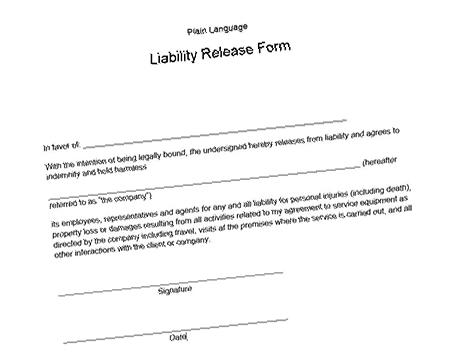 Plain Language
Liability Release Form
In favor of:
With the intention of being legally bound, the undersigned hereby releases from liability and agrees to
indemnify and hold harmless
(hereafter
referred to as "the company")
its employees, representatives and agents for any and all liability for personal injuries (including death),
property loss or damages resulting from all activities related to my agreement to service equipment as
directed by the company including travel, visits at the premises where the service is carried out, and all
other interactions with the client or company.
Signature
Date